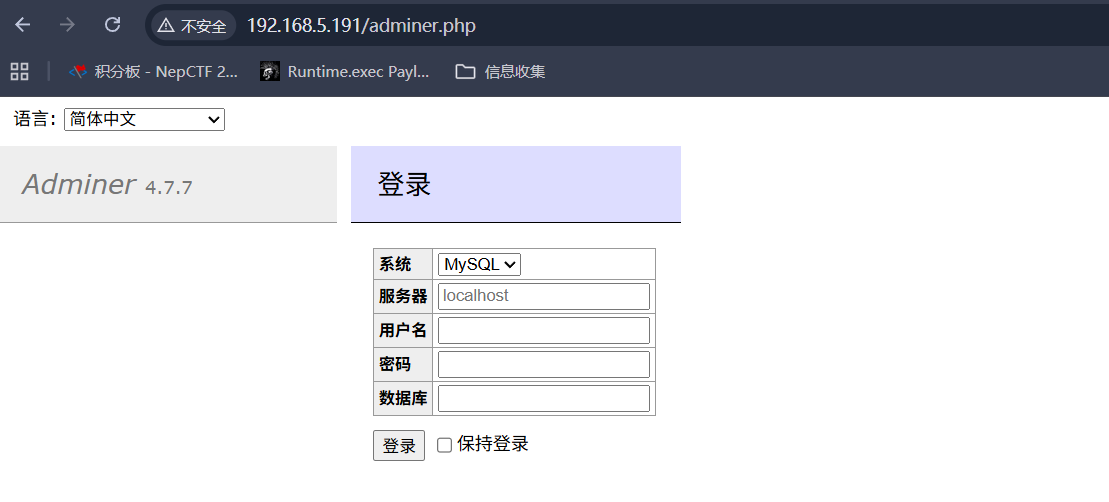 不安全 192.168.5.191/adminer.php
积分板 - NepCTF 2... Runtime.exec Payl... 信息收集
语言: 简体中文
Adminer 4.7.7
登录
系统 MySQL
服务器 localhost
用户名
密码
数据库
登录 保持登录